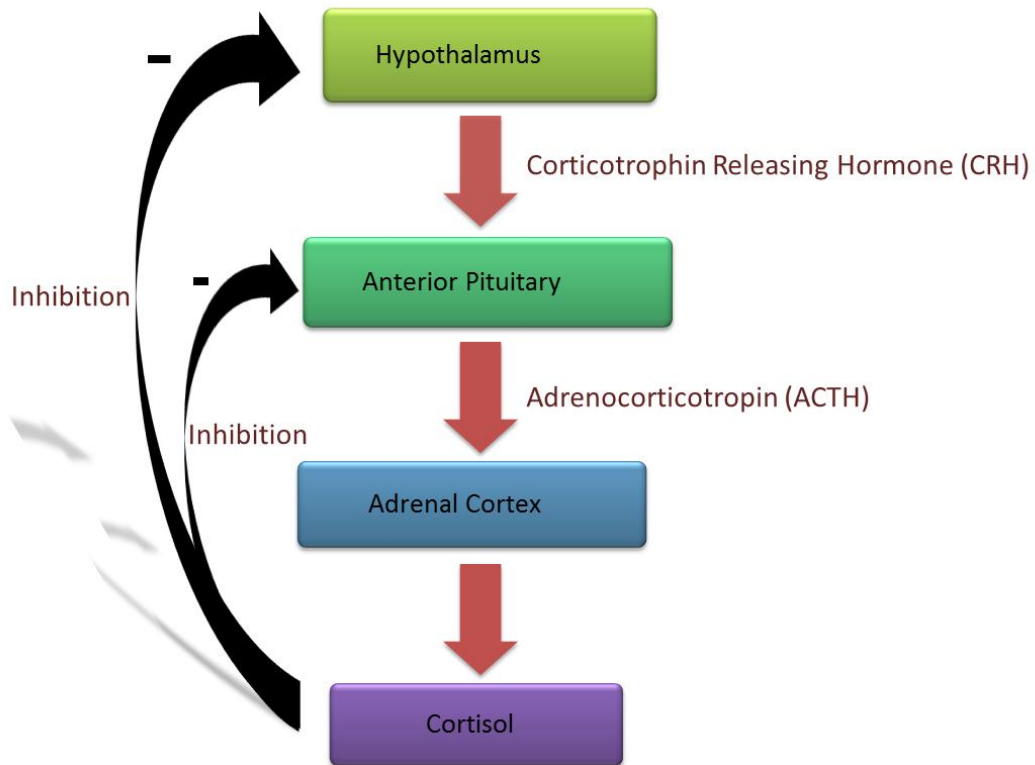 -
Hypothalamus
Corticotrophin Releasing Hormone (CRH)
-
Anterior Pituitary
Inhibition
Adrenocorticotropin (ACTH)
Inhibition
Adrenal Cortex
Cortisol